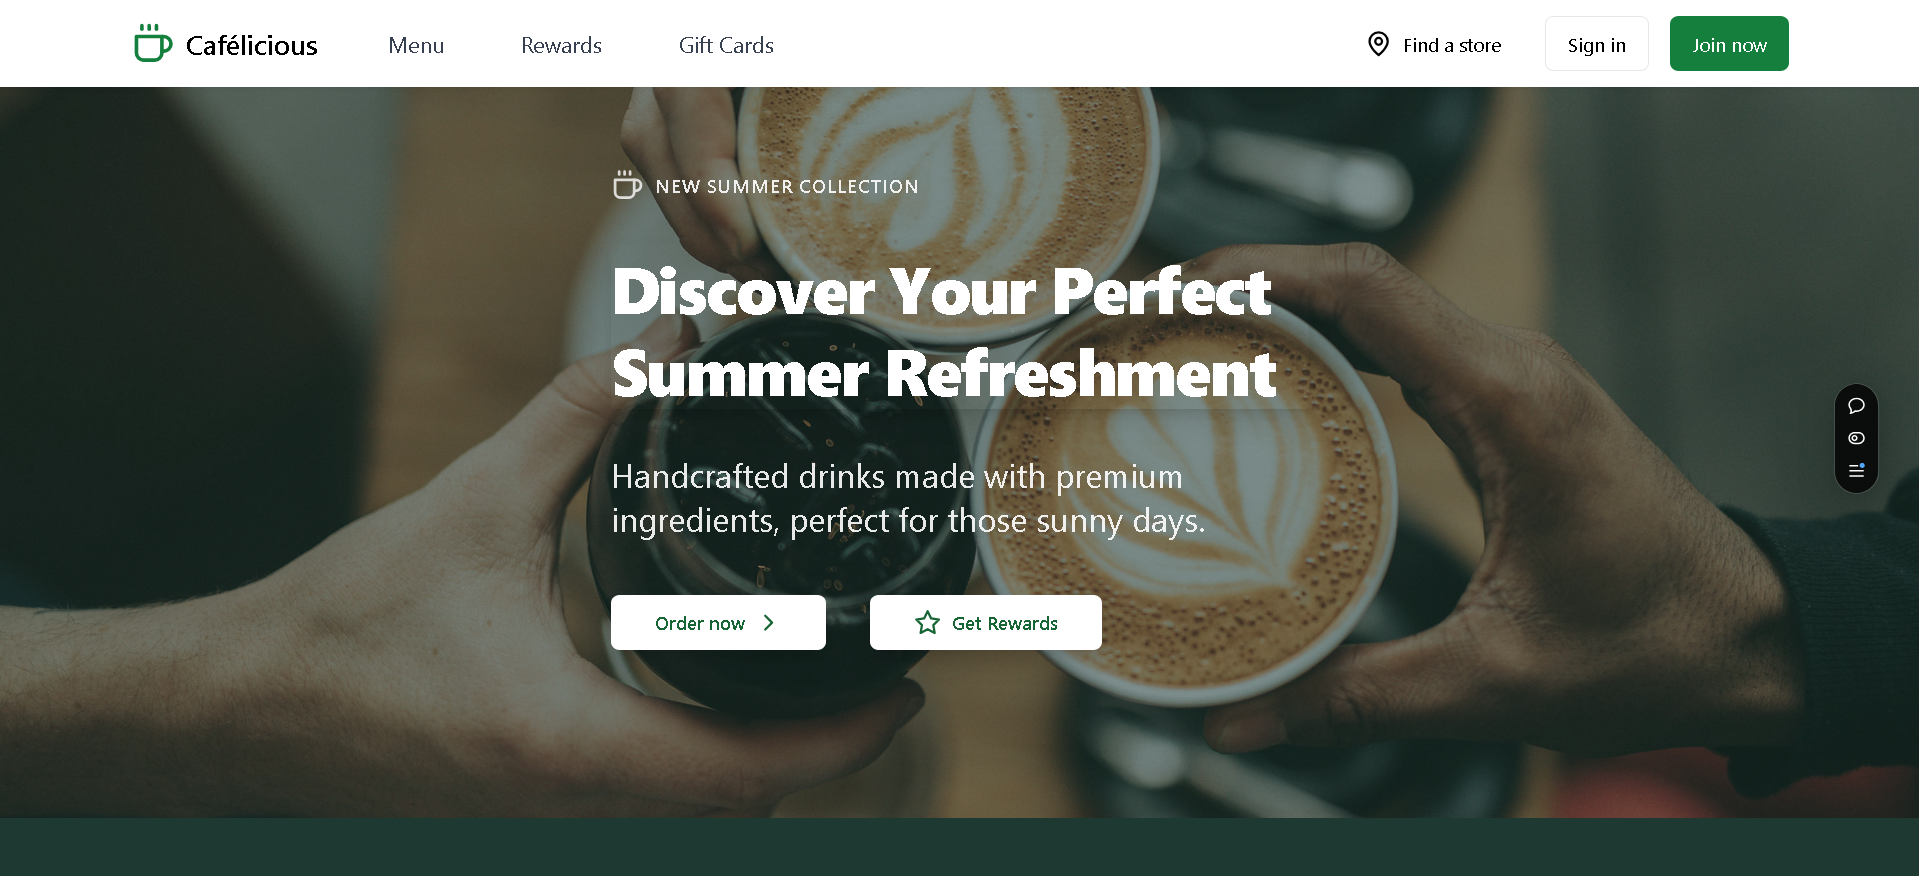 Cafélicious
Menu
Rewards
Gift Cards
Find a store
Sign in
Join now
NEW SUMMER COLLECTION
Discover Your Perfect
Summer Refreshment
Handcrafted drinks made with premium
ingredients, perfect for those sunny days.
Order now
Get Rewards